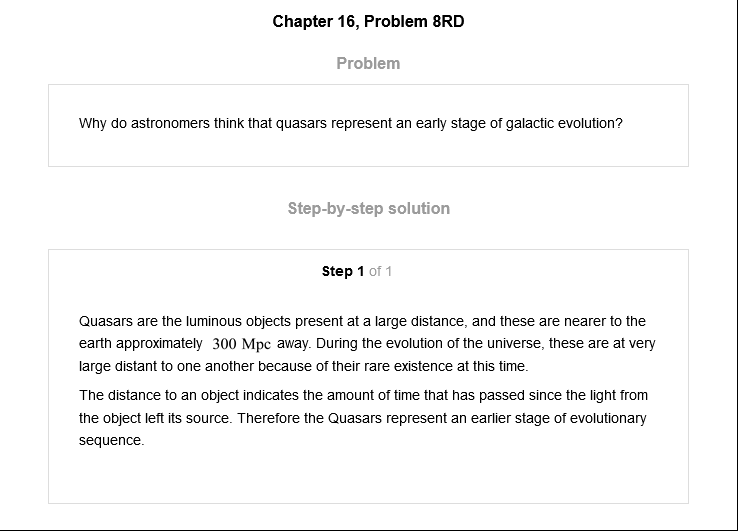 Chapter 16, Problem 8RD
Problem
Why do astronomers think that quasars represent an early stage of galactic evolution?
Step-by-step solution
Step 1 of 1
Quasars are the luminous objects present at a large distance, and these are nearer to the
earth approximately 300 Mpc away. During the evolution of the universe, these are at very
large distant to one another because of their rare existence at this time.
The distance to an object indicates the amount of time that has passed since the light from
the object left its source. Therefore the Quasars represent an earlier stage of evolutionary
sequence.